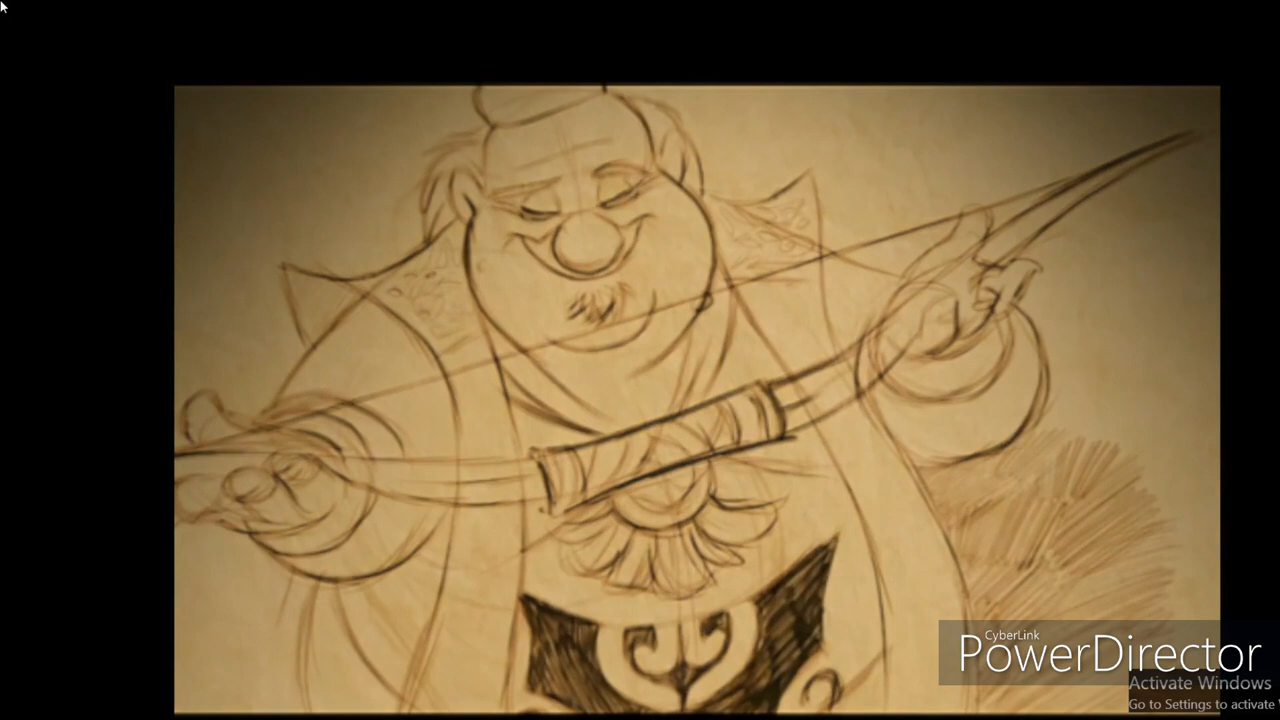 CyberLink
PowerDirector
Activate Windows
Go to Settings to activate